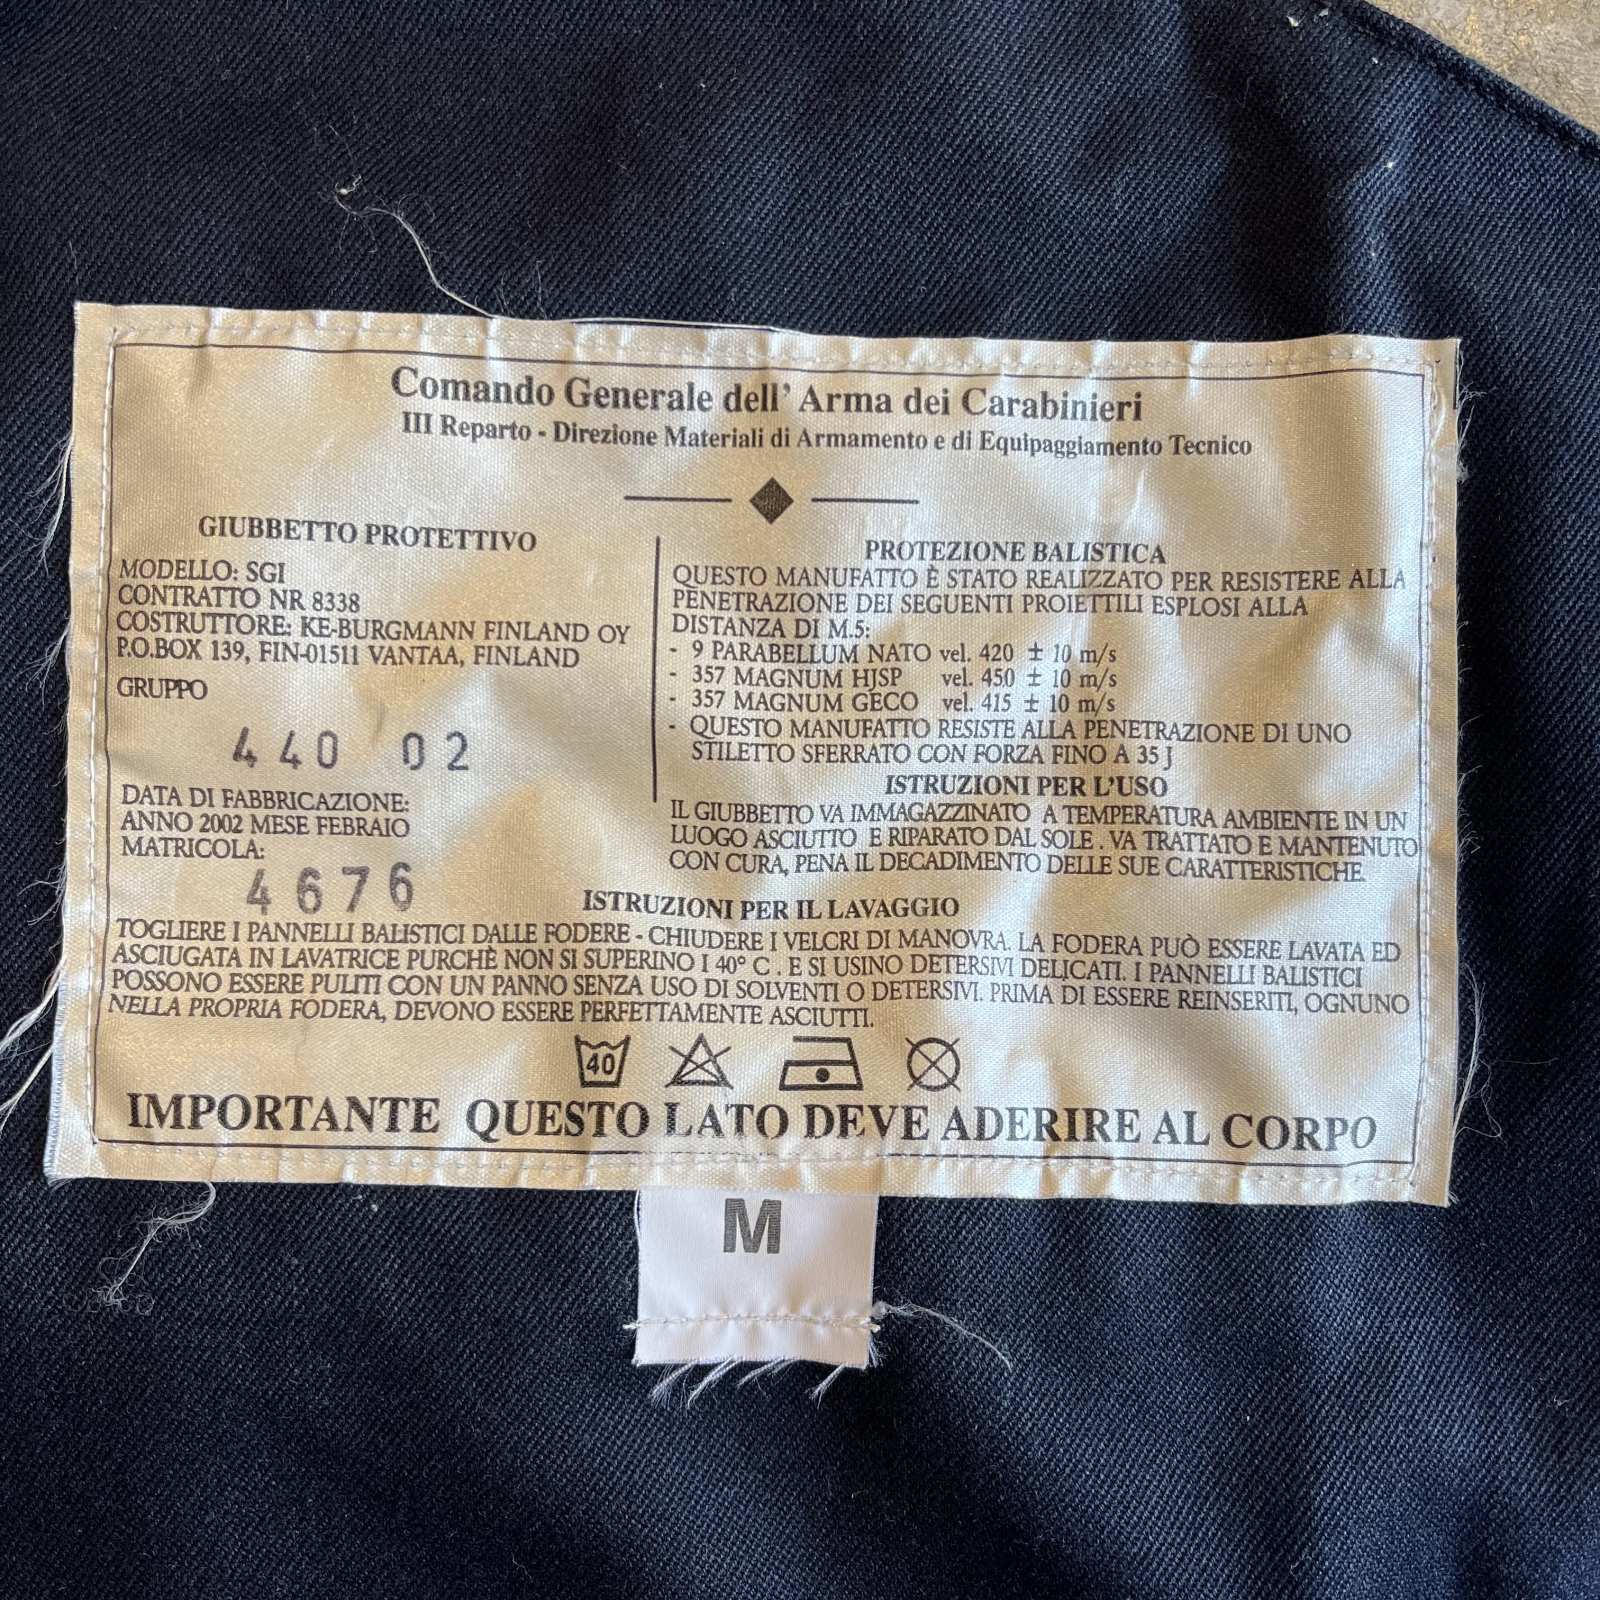 Comando Generale dell' Arma dei Carabinieri
III Reparto - Direzione Materiali di Armamento e di Equipaggiamento Tecnico
GIUBBETTO PROTETTIVO
MODELLO: SGI
CONTRATTO NR 8338
COSTRUTTORE: KE-BURGMANN FINLAND OY
P.O.BOX 139, FIN-01511 VANTAA, FINLAND
GRUPPO
440 02
DATA DI FABBRICAZIONE:
ANNO 2002 MESE FEBRAIO
MATRICOLA:
4676
PROTEZIONE BALISTICA
QUESTO MANUFATTO È STATO REALIZZATO PER RESISTERE ALLA
PENETRAZIONE DEI SEGUENTI PROIETTILI ESPLOSI ALLA
DISTANZA DI M.5:
- 9 PARABELLUM NATO vel. 420 ± 10 m/s
- 357 MAGNUM HJSP vel. 450 ± 10 m/s
- 357 MAGNUM GECO vel. 415 ± 10 m/s
- QUESTO MANUFATTO RESISTE ALLA PENETRAZIONE DI UNO
STILETTO SFERRATO CON FORZA FINO A 35 J
ISTRUZIONI PER L'USO
IL GIUBBETTO VA IMMAGAZZINATO A TEMPERATURA AMBIENTE IN UN
LUOGO ASCIUTTO E RIPARATO DAL SOLE. VA TRATTATO E MANTENUTO
CON CURA, PENA IL DECADIMENTO DELLE SUE CARATTERISTICHE.
ISTRUZIONI PER IL LAVAGGIO
TOGLIERE I PANNELLI BALISTICI DALLE FODERE - CHIUDERE I VELCRI DI MANOVRA. LA FODERA PUÒ ESSERE LAVATA ED
ASCIUGATA IN LAVATRICE PURCHÈ NON SI SUPERINO I 40° C. E SI USINO DETERSIVI DELICATI. I PANNELLI BALISTICI
POSSONO ESSERE PULITI CON UN PANNO SENZA USO DI SOLVENTI O DETERSIVI. PRIMA DI ESSERE REINSERITI, OGNUNO
NELLA PROPRIA FODERA, DEVONO ESSERE PERFETTAMENTE ASCIUTTI.
40
IMPORTANTE QUESTO LATO DEVE ADERIRE AL CORPO
M